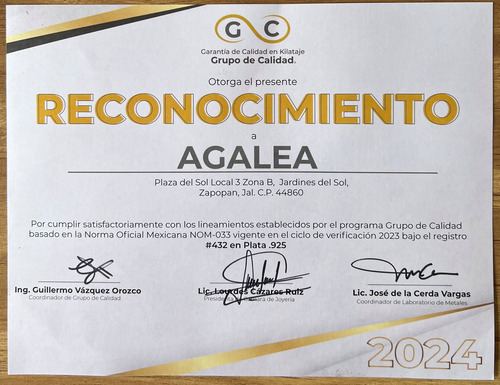 GC
Garantía de Calidad en Kilataje
Grupo de Calidad.
Otorga el presente
RECONOCIMIENTO
a
AGALEA
Plaza del Sol Local 3 Zona B, Jardines del Sol,
Zapopan, Jal. C.P. 44860
Por cumplir satisfactoriamente con los lineamientos establecidos por el programa Grupo de Calidad
basado en la Norma Oficial Mexicana NOM-033 vigente en el ciclo de verificación 2023 bajo el registro
#432 en Plata .925
Ing. Guillermo Vázquez Orozco
Coordinador de Grupo de Calidad
Lic. Lourdes Cázares Ruiz
Presidenta Cámara de Joyería
Lic. José de la Cerda Vargas
Coordinador de Laboratorio de Metales
2024